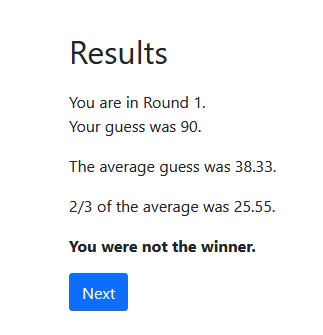 Results
You are in Round 1.
Your guess was 90.
The average guess was 38.33.
2/3 of the average was 25.55.
You were not the winner.
Next